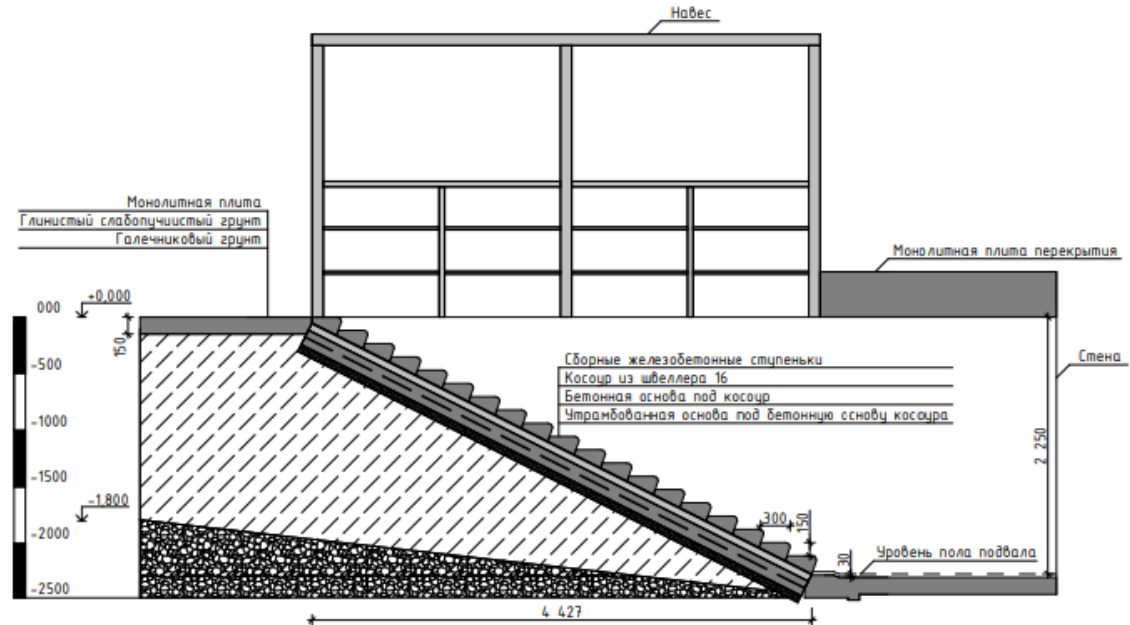 Навес
Монолитная плита
Глинистый слабопучиистый грунт
Галечниковый грунт
Монолитная плита перекрытия
000
+0,000
150
Стена
-500
Сборные железобетонные ступеньки
Косоур из швеллера 16
Бетонная основа под косоур
Утрамбованная основа под бетонную сснову косоура
-1000
2 250
-1500
-1,800
300
150
-2000
Уровень пола подвала
30
-2500
4 427